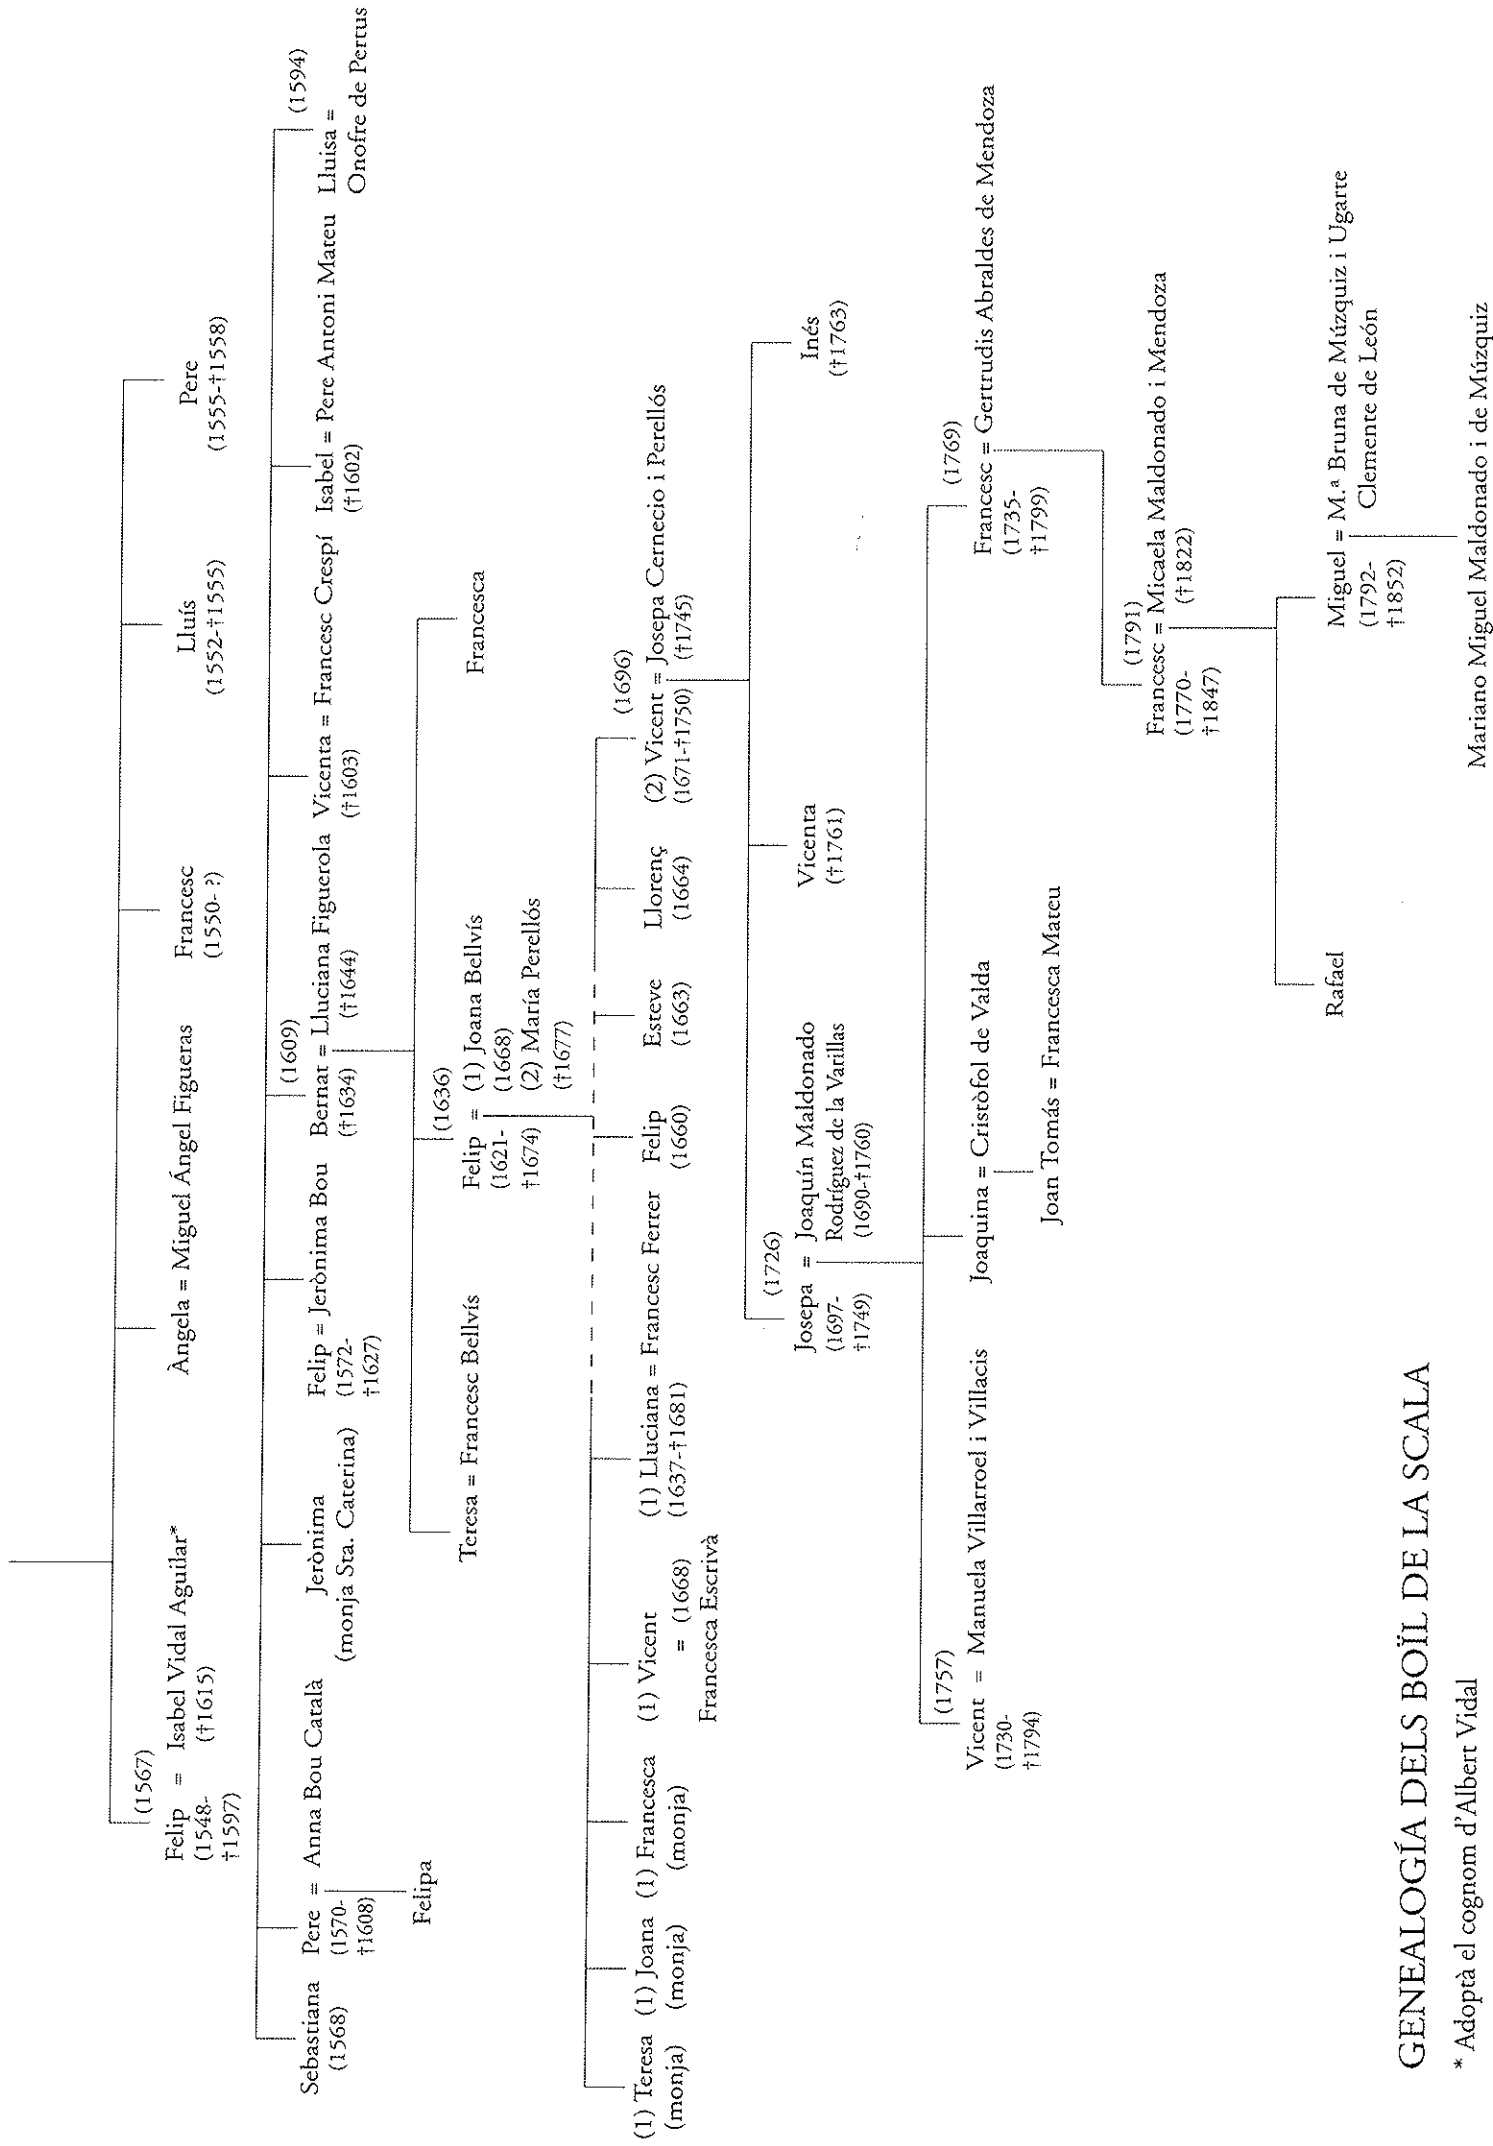 (1567)
Felip = Isabel Vidal Aguilar*
(1548- (†1615)
†1597)
Àngela = Miguel Ángel Figueras
Francesc
(1550- ?)
Lluís
(1552-†1555)
Pere
(1555-†1558)
Sebastiana
(1568)
Pere = Anna Bou Català
(1570-
†1608)
Felipa
Jerònima
(monja Sta. Caterina)
Felip = Jerònima Bou
(1572-
†1627)
(1609)
Bernat = Lluciana Figuerola
(†1634) (†1644)
Vicenta = Francesc Crespí
(†1603)
Isabel = Pere Antoni Mateu
(†1602)
(1594)
Lluisa =
Onofre de Pertus
Teresa = Francesc Bellvís
(1636)
Felip = (1) Joana Bellvís
(1621- (1668)
†1674) (2) María Perellós
(†1677)
Francesca
(1) Teresa
(monja)
(1) Joana
(monja)
(1) Francesca
(monja)
(1) Vicent
= (1668)
Francesca Escrivà
(1) Lluciana = Francesc Ferrer
(1637-†1681)
Felip
(1660)
Esteve
(1663)
Llorenç
(1664)
(1696)
(2) Vicent = Josepa Cernecio i Perellós
(1671-†1750) (†1745)
(1726)
Josepa = Joaquín Maldonado
(1697- Rodríguez de la Varillas
†1749) (1690-†1760)
Vicenta
(†1761)
Inés
(†1763)
(1757)
Vicent = Manuela Villarroel i Villacis
(1730-
†1794)
Joaquina = Cristòfol de Valda
Joan Tomás = Francesca Mateu
(1769)
Francesc = Gertrudis Abraldes de Mendoza
(1735-
†1799)
(1791)
Francesc = Micaela Maldonado i Mendoza
(1770- (†1822)
†1847)
Rafael
Miguel = M.ª Bruna de Múzquiz i Ugarte
(1792- Clemente de León
†1852)
Mariano Miguel Maldonado i de Múzquiz
GENEALOGÍA DELS BOÏL DE LA SCALA
* Adoptà el cognom d'Albert Vidal